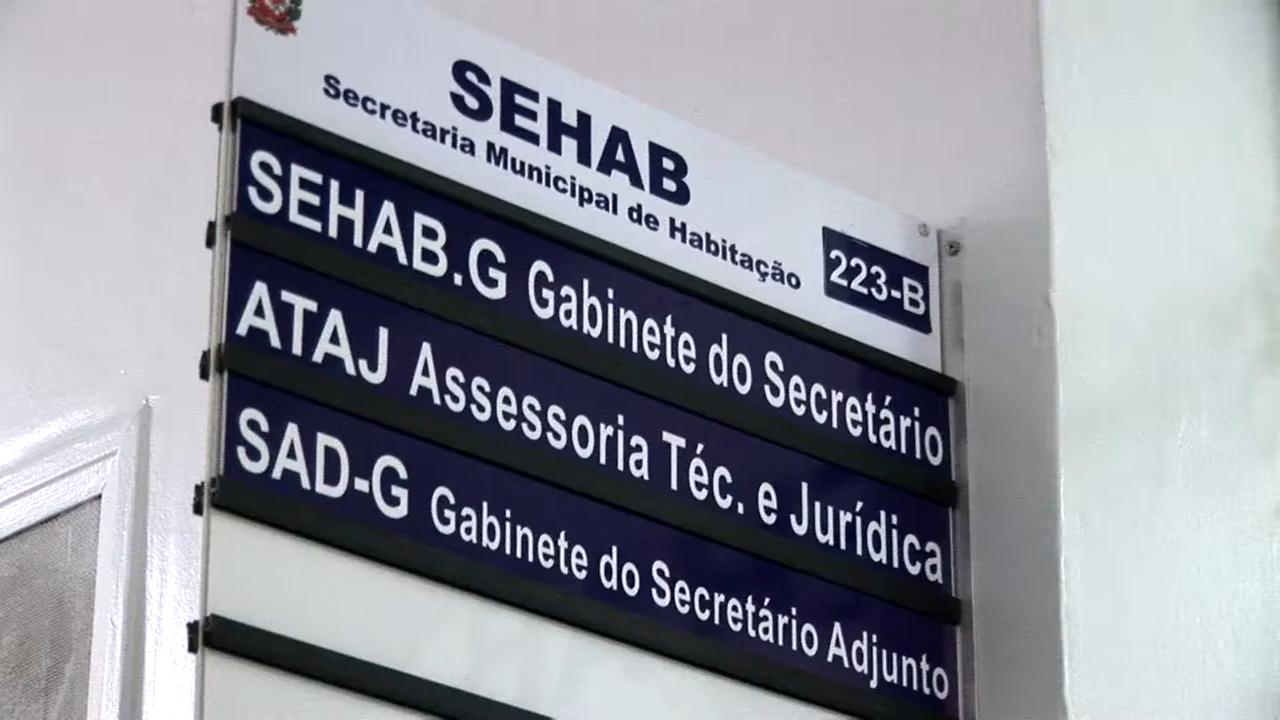 SEHAB
Secretaria Municipal de Habitação
223-B
SEHAB.G Gabinete do Secretário
ATAJ Assessoria Téc. e Jurídica
SAD-G Gabinete do Secretário Adjunto